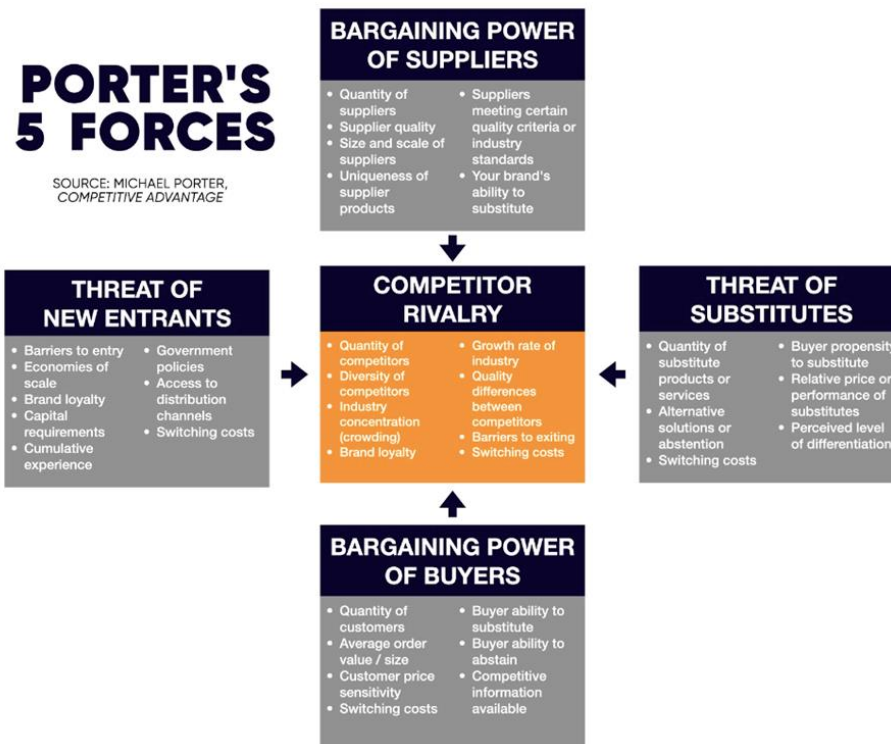 PORTER'S
5 FORCES
SOURCE: MICHAEL PORTER,
COMPETITIVE ADVANTAGE
BARGAINING POWER
OF SUPPLIERS
• Quantity of
suppliers
• Supplier quality
• Size and scale of
suppliers
• Uniqueness of
supplier
products
• Suppliers
meeting certain
quality criteria or
industry
standards
• Your brand's
ability to
substitute
THREAT OF
NEW ENTRANTS
• Barriers to entry
• Economies of
scale
• Brand loyalty
• Capital
requirements
• Cumulative
experience
• Government
policies
• Access to
distribution
channels
• Switching costs
COMPETITOR
RIVALRY
• Quantity of
competitors
• Diversity of
competitors
• Industry
concentration
(crowding)
• Brand loyalty
• Growth rate of
industry
• Quality
differences
between
competitors
• Barriers to exiting
• Switching costs
THREAT OF
SUBSTITUTES
• Quantity of
substitute
products or
services
• Alternative
solutions or
abstention
• Switching costs
• Buyer propensity
to substitute
• Relative price or
performance of
substitutes
• Perceived level
of differentiation
BARGAINING POWER
OF BUYERS
• Quantity of
customers
• Average order
value / size
• Customer price
sensitivity
• Switching costs
• Buyer ability to
substitute
• Buyer ability to
abstain
• Competitive
information
available